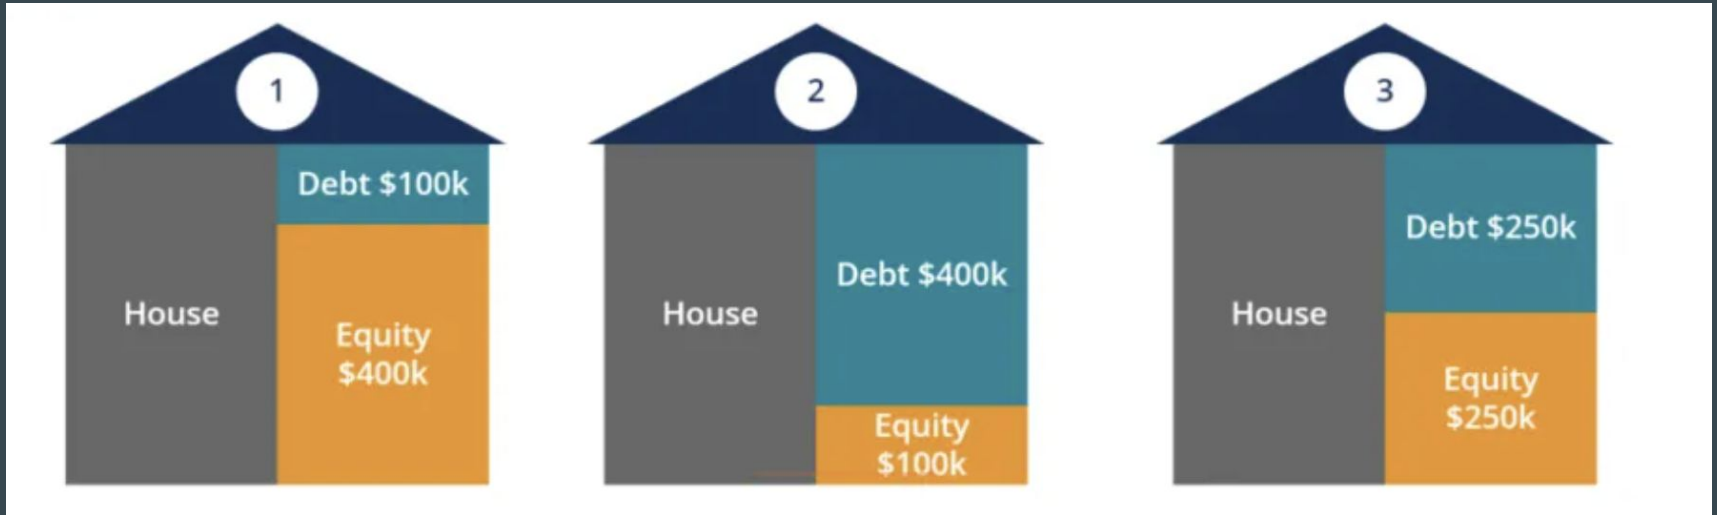 1
House
Debt $100k
Equity
$400k
2
House
Debt $400k
Equity
$100k
3
House
Debt $250k
Equity
$250k